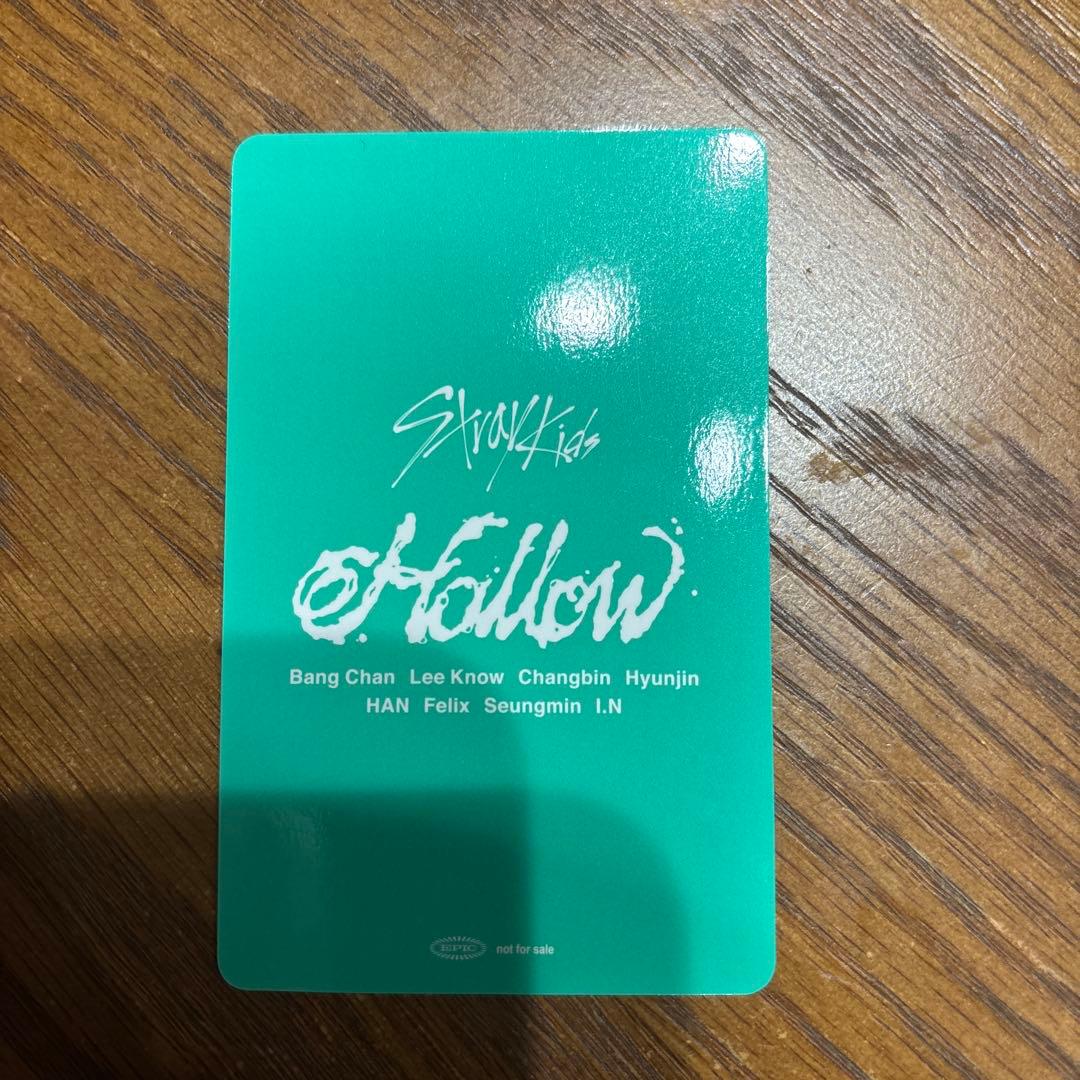 Stray Kids
Hollow
Bang Chan Lee Know Changbin Hyunjin
HAN Felix Seungmin I.N
EPIC not for sale